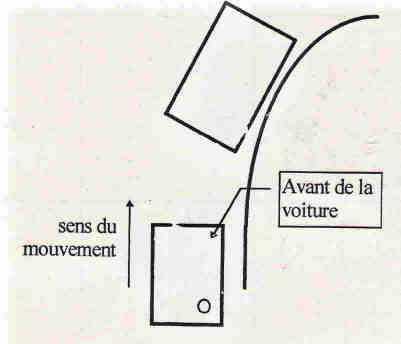 Avant de la
voiture
sens du
mouvement
O